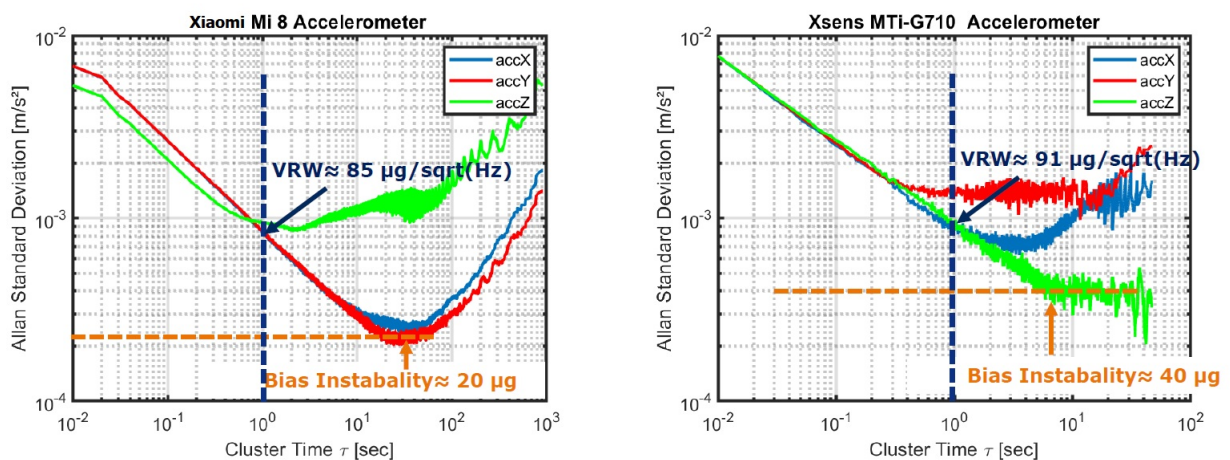 Xiaomi Mi 8 Accelerometer
10⁻²
10⁻³
10⁻⁴
Allan Standard Deviation [m/s²]
accX
accY
accZ
VRW≈ 85 µg/sqrt(Hz)
Bias Instabality≈ 20 µg
10⁻² 10⁻¹ 10⁰ 10¹ 10² 10³
Cluster Time τ [sec]
Xsens MTi-G710 Accelerometer
10⁻²
10⁻³
10⁻⁴
Allan Standard Deviation [m/s²]
accX
accY
accZ
VRW≈ 91 µg/sqrt(Hz)
Bias Instabality≈ 40 µg
10⁻² 10⁻¹ 10⁰ 10¹ 10²
Cluster Time τ [sec]